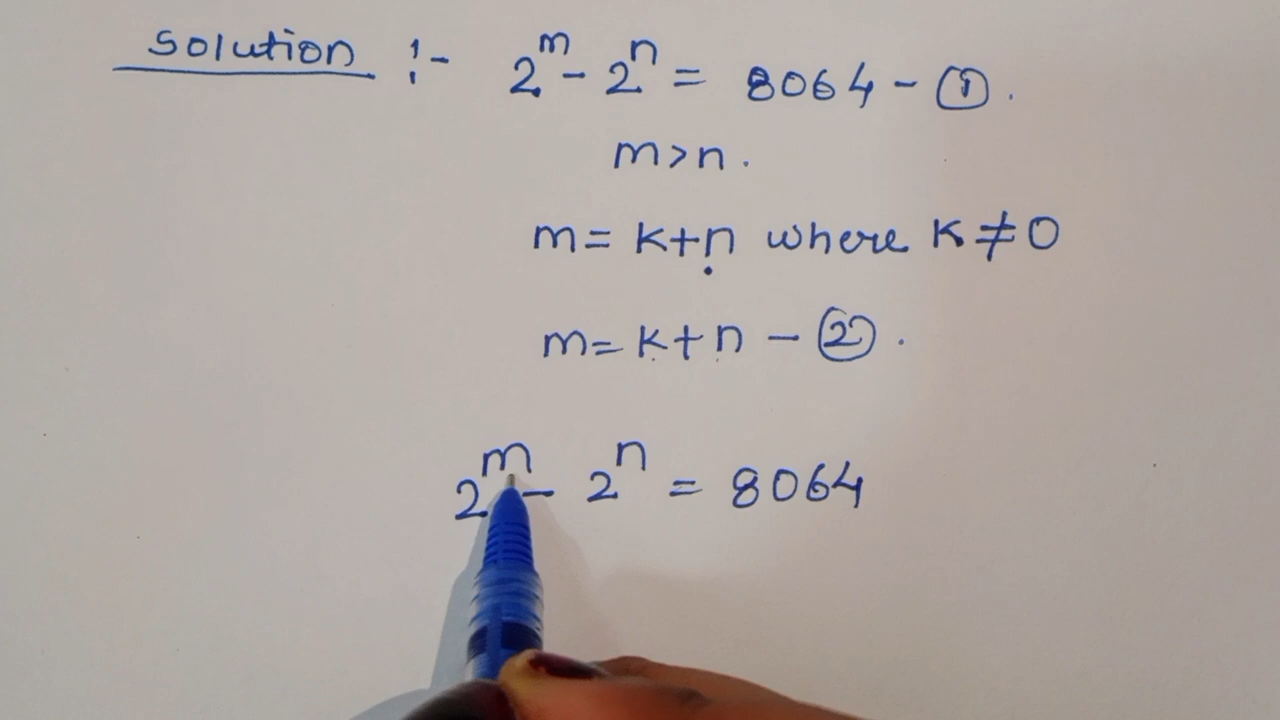 Solution :- 2^m - 2^n = 8064 - ①.
m>n.
m= k+n where k≠0
m= k+n - ②.
2^m - 2^n = 8064